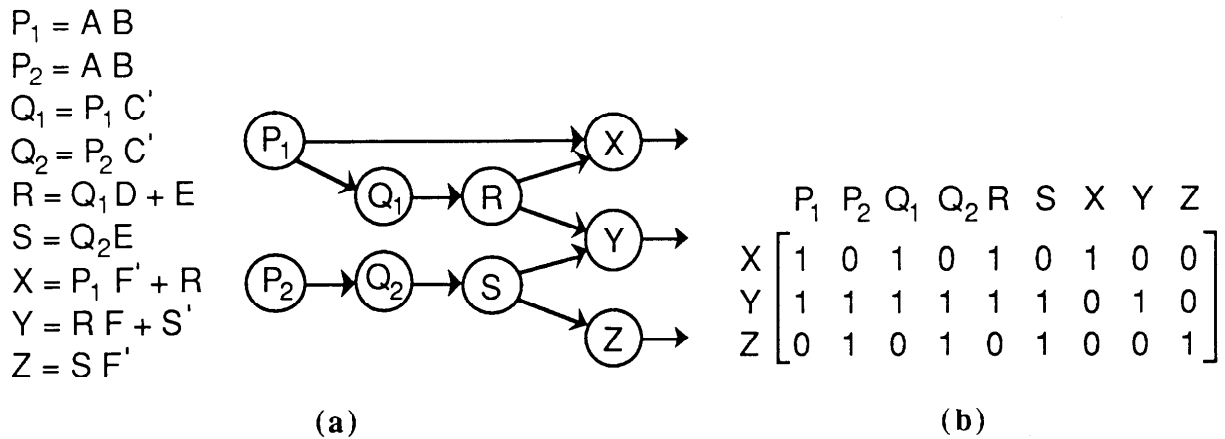 P₁ = A B
P₂ = A B
Q₁ = P₁ C'
Q₂ = P₂ C'
R = Q₁ D + E
S = Q₂E
X = P₁ F' + R
Y = R F + S'
Z = S F'
P₁
X
Q₁
R
Y
P₂
Q₂
S
Z
(a)
P₁ P₂ Q₁ Q₂ R S X Y Z
X 1 0 1 0 1 0 1 0 0
Y 1 1 1 1 1 1 0 1 0
Z 0 1 0 1 0 1 0 0 1
(b)